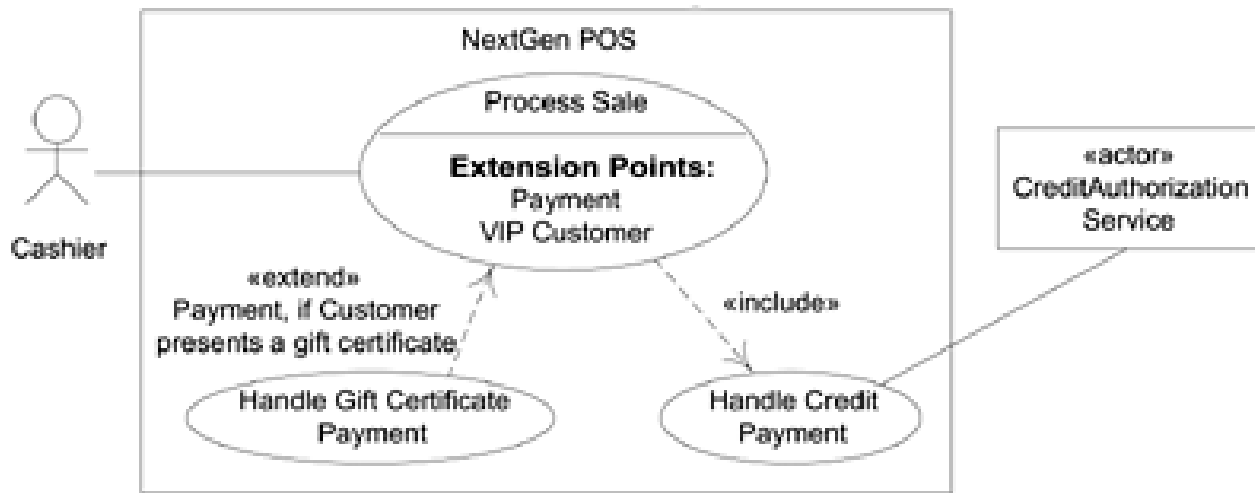 NextGen POS
Process Sale
Extension Points:
Payment
VIP Customer
Cashier
«actor»
CreditAuthorization
Service
«extend»
Payment, if Customer
presents a gift certificate
«include»
Handle Gift Certificate
Payment
Handle Credit
Payment